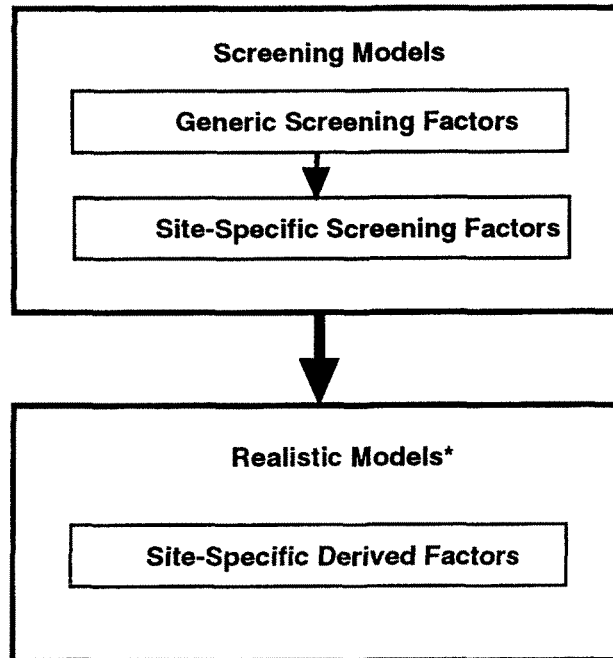 Screening Models
Generic Screening Factors
Site-Specific Screening Factors
Realistic Models*
Site-Specific Derived Factors